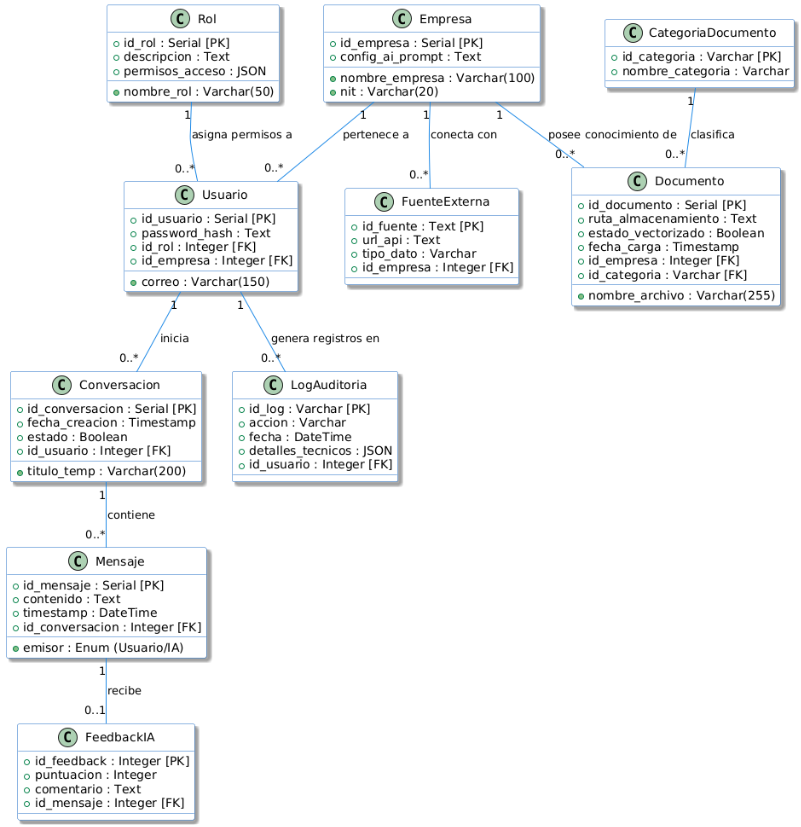 C Rol
id_rol : Serial [PK]
descripcion : Text
permisos_acceso : JSON
nombre_rol : Varchar(50)
C Empresa
id_empresa : Serial [PK]
config_ai_prompt : Text
nombre_empresa : Varchar(100)
nit : Varchar(20)
C CategoriaDocumento
id_categoria : Varchar [PK]
nombre_categoria : Varchar
1
asigna permisos a
0..*
1
pertenece a
0..*
1
conecta con
0..*
1
posee conocimiento de
0..*
1
clasifica
0..*
C Usuario
id_usuario : Serial [PK]
password_hash : Text
id_rol : Integer [FK]
id_empresa : Integer [FK]
correo : Varchar(150)
C FuenteExterna
id_fuente : Text [PK]
url_api : Text
tipo_dato : Varchar
id_empresa : Integer [FK]
C Documento
id_documento : Serial [PK]
ruta_almacenamiento : Text
estado_vectorizado : Boolean
fecha_carga : Timestamp
id_empresa : Integer [FK]
id_categoria : Varchar [FK]
nombre_archivo : Varchar(255)
1
inicia
0..*
1
genera registros en
0..*
C Conversacion
id_conversacion : Serial [PK]
fecha_creacion : Timestamp
estado : Boolean
id_usuario : Integer [FK]
titulo_temp : Varchar(200)
C LogAuditoria
id_log : Varchar [PK]
accion : Varchar
fecha : DateTime
detalles_tecnicos : JSON
id_usuario : Integer [FK]
1
contiene
0..*
C Mensaje
id_mensaje : Serial [PK]
contenido : Text
timestamp : DateTime
id_conversacion : Integer [FK]
emisor : Enum (Usuario/IA)
1
recibe
0..1
C FeedbackIA
id_feedback : Integer [PK]
puntuacion : Integer
comentario : Text
id_mensaje : Integer [FK]